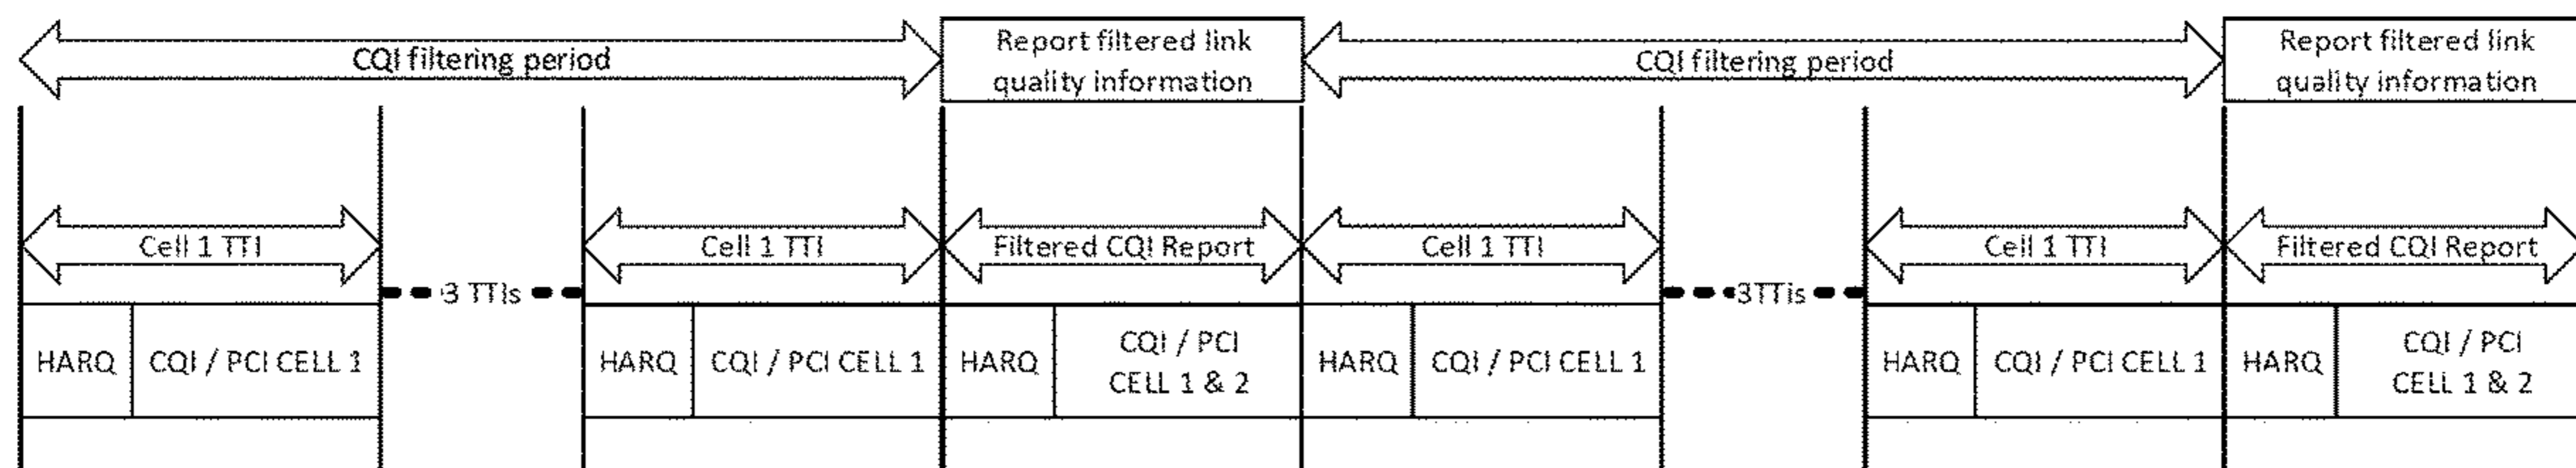 CQI filtering period
Report filtered link
quality information
CQI filtering period
Report filtered link
quality information
Cell 1 TTI
Cell 1 TTI
Filtered CQI Report
Cell 1 TTI
Cell 1 TTI
Filtered CQI Report
3 TTIs
3TTis
HARQ
CQI / PCI CELL 1
HARQ
CQI / PCI CELL 1
HARQ
CQI / PCI
CELL 1 & 2
HARQ
CQI / PCI CELL 1
HARQ
CQI / PCI CELL 1
HARQ
CQI / PCI
CELL 1 & 2